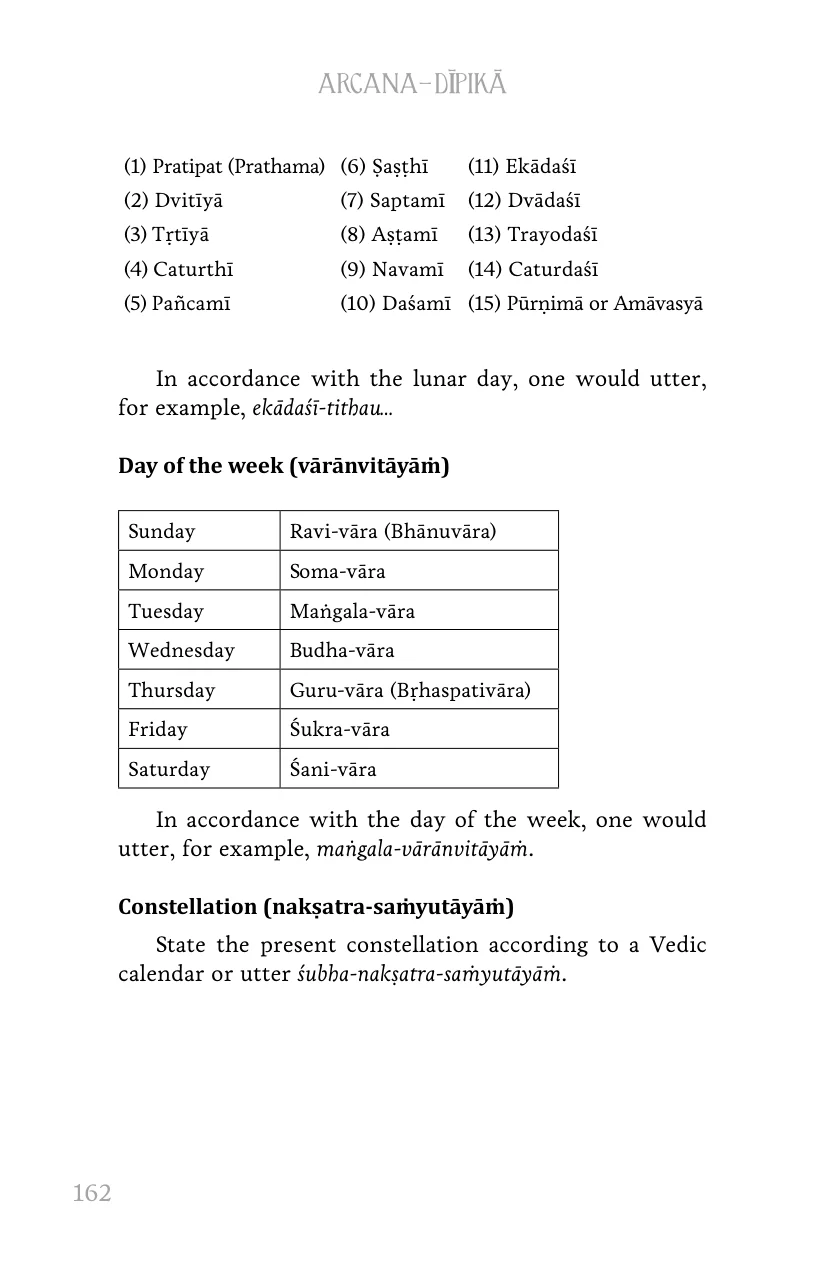 ARCANA–DĪPIKĀ
(1) Pratipat (Prathama) (6) Ṣaṣṭhī (11) Ekādaśī
(2) Dvitīyā (7) Saptamī (12) Dvādaśī
(3) Tṛtīyā (8) Aṣṭamī (13) Trayodaśī
(4) Caturthī (9) Navamī (14) Caturdaśī
(5) Pañcamī (10) Daśamī (15) Pūrṇimā or Amāvasyā
In accordance with the lunar day, one would utter,
for example, ekādaśī-tithau...
Day of the week (vārānvitāyāṁ)
Sunday Ravi-vāra (Bhānuvāra)
Monday Soma-vāra
Tuesday Maṅgala-vāra
Wednesday Budha-vāra
Thursday Guru-vāra (Bṛhaspativāra)
Friday Śukra-vāra
Saturday Śani-vāra
In accordance with the day of the week, one would
utter, for example, maṅgala-vārānvitāyāṁ.
Constellation (nakṣatra-saṁyutāyāṁ)
State the present constellation according to a Vedic
calendar or utter śubha-nakṣatra-saṁyutāyāṁ.
162